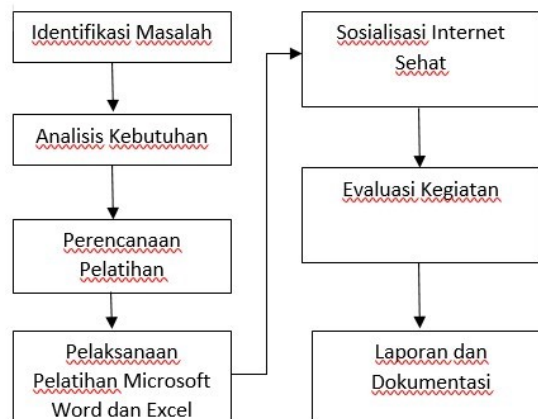 Identifikasi Masalah
Analisis Kebutuhan
Perencanaan
Pelatihan
Pelaksanaan
Pelatihan Microsoft
Word dan Excel
Sosialisasi Internet
Sehat
Evaluasi Kegiatan
Laporan dan
Dokumentasi